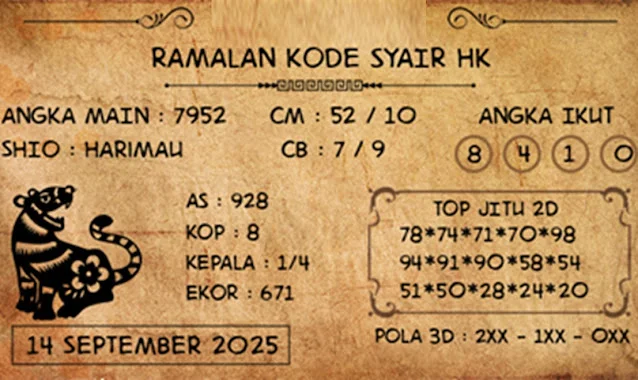 RAMALAN KODE SYAIR HK
ANGKA MAIN : 7952
CM : 52 / 10
ANGKA IKUT
SHIO : HARIMAU
CB : 7 / 9
8 4 1 0
AS : 928
KOP : 8
KEPALA : 1/4
EKOR : 671
TOP JITU 2D
78*74*71*70*98
94*91*90*58*54
51*50*28*24*20
POLA 3D : 2XX - 1XX - 0XX
14 SEPTEMBER 2025